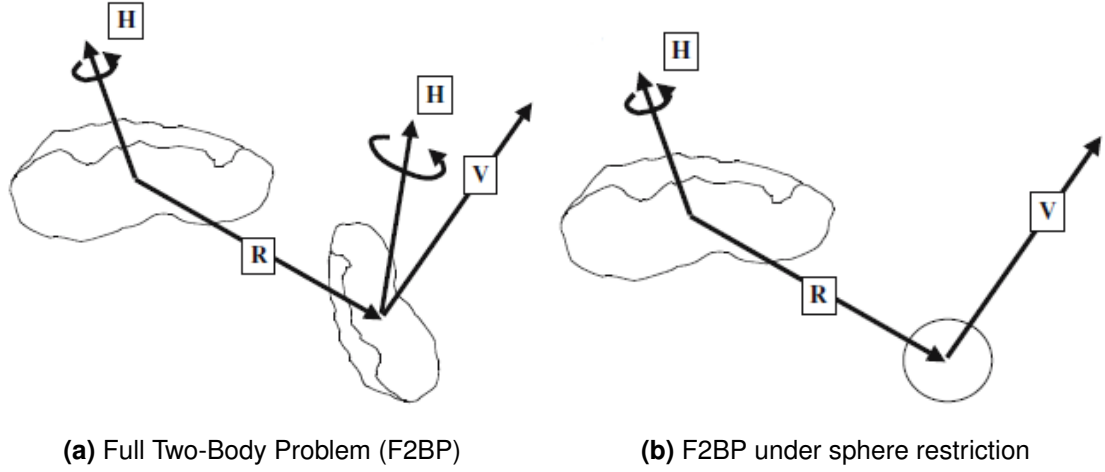 H
H
V
R
H
V
R
(a) Full Two-Body Problem (F2BP)
(b) F2BP under sphere restriction